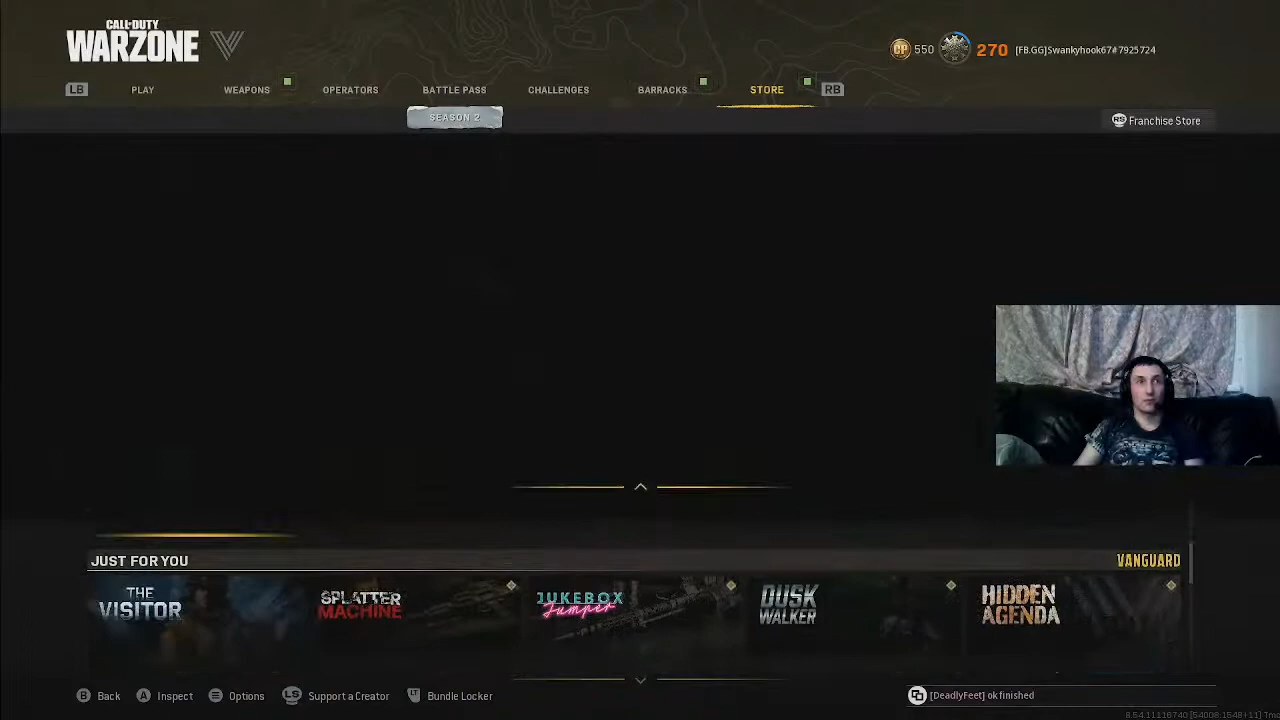 CALL OF DUTY
WARZONE
CP 550
270 [FB.GG]Swankyhook67#7925724
LB PLAY WEAPONS OPERATORS BATTLE PASS CHALLENGES BARRACKS STORE RB
SEASON 2
RS Franchise Store
JUST FOR YOU
VANGUARD
THE
VISITOR
SPLATTER
MACHINE
JUKEBOX
Jumper
DUSK
WALKER
HIDDEN
AGENDA
B Back A Inspect Options LS Support a Creator LT Bundle Locker
[DeadlyFeet] ok finished